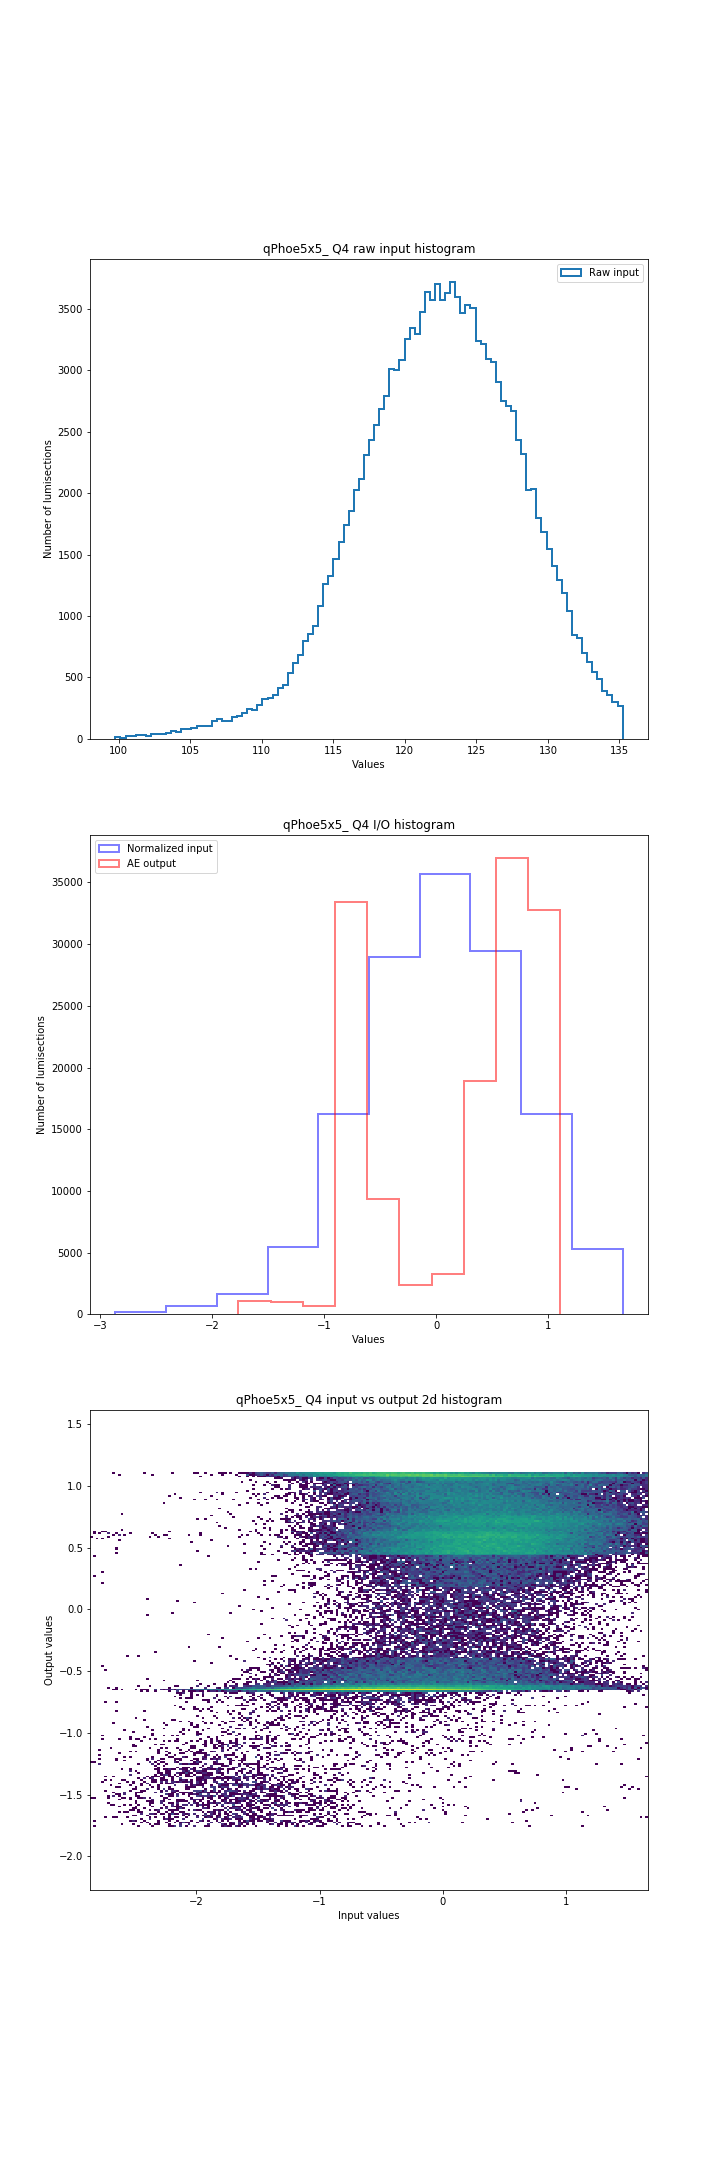 qPhoe5x5_ Q4 raw input histogram
Raw input
3500
3000
2500
2000
1500
1000
500
0
Number of lumisections
100 105 110 115 120 125 130 135
Values
qPhoe5x5_ Q4 I/O histogram
Normalized input
AE output
35000
30000
25000
20000
15000
10000
5000
0
Number of lumisections
−3 −2 −1 0 1
Values
qPhoe5x5_ Q4 input vs output 2d histogram
1.5
1.0
0.5
0.0
−0.5
−1.0
−1.5
−2.0
Output values
−2 −1 0 1
Input values